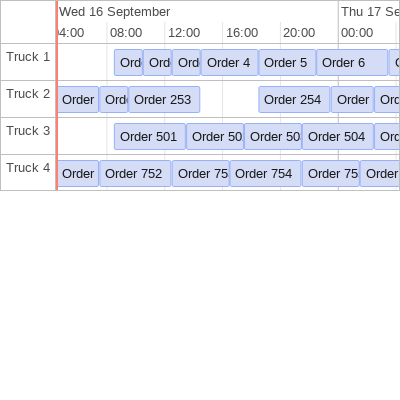 Wed 16 September Thu 17 Se
4:00 08:00 12:00 16:00 20:00 00:00
Truck 1 Ord Ord Ord Order 4 Order 5 Order 6
Truck 2 Order Ord Order 253 Order 254 Order Ord
Truck 3 Order 501 Order 50 Order 50 Order 504 Ord
Truck 4 Order Order 752 Order 75 Order 754 Order 75 Order